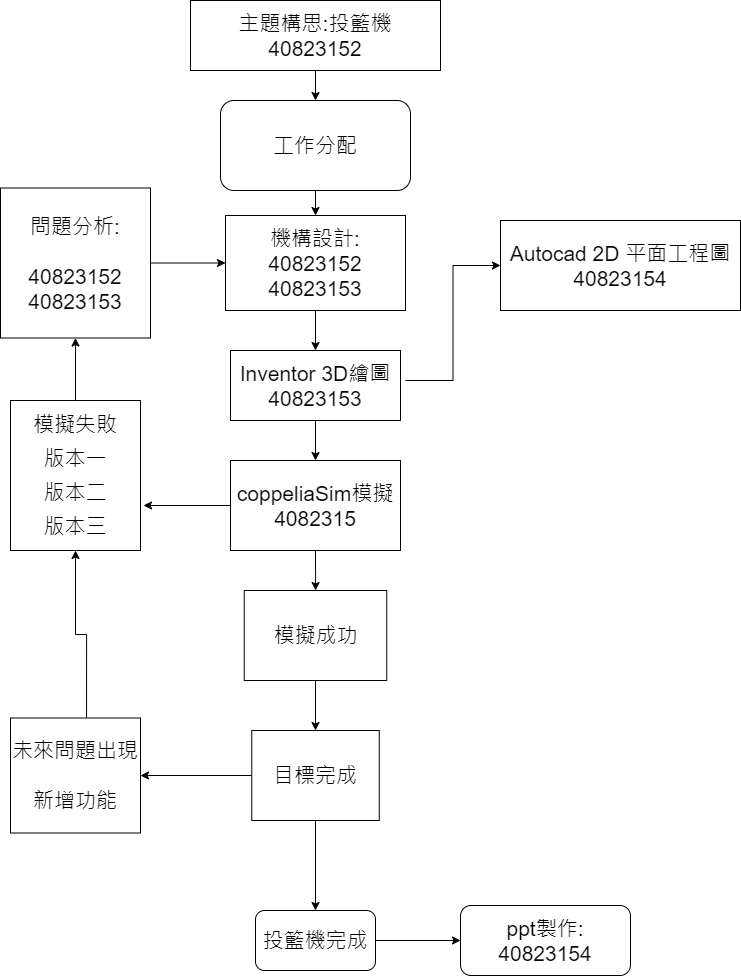 主題構思:投籃機
40823152
工作分配
問題分析:
40823152
40823153
機構設計:
40823152
40823153
Autocad 2D 平面工程圖
40823154
Inventor 3D繪圖
40823153
模擬失敗
版本一
版本二
版本三
coppeliaSim模擬
4082315
模擬成功
未來問題出現
新增功能
目標完成
投籃機完成
ppt製作:
40823154